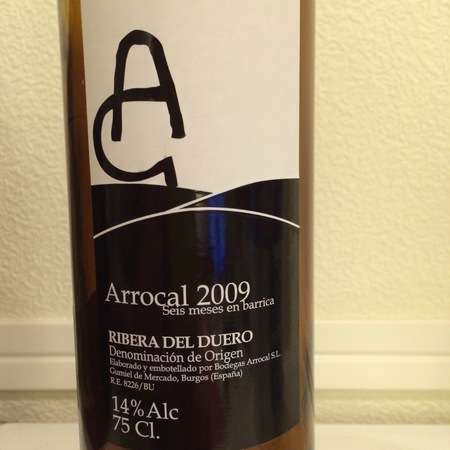 AG
Arrocal 2009
Seis meses en barrica
RIBERA DEL DUERO
Denominación de Origen
Elaborado y embotellado por Bodegas Arrocal S.L.
Gumiel de Mercado, Burgos (España)
R.E. 8226/BU
14% Alc
75 Cl.